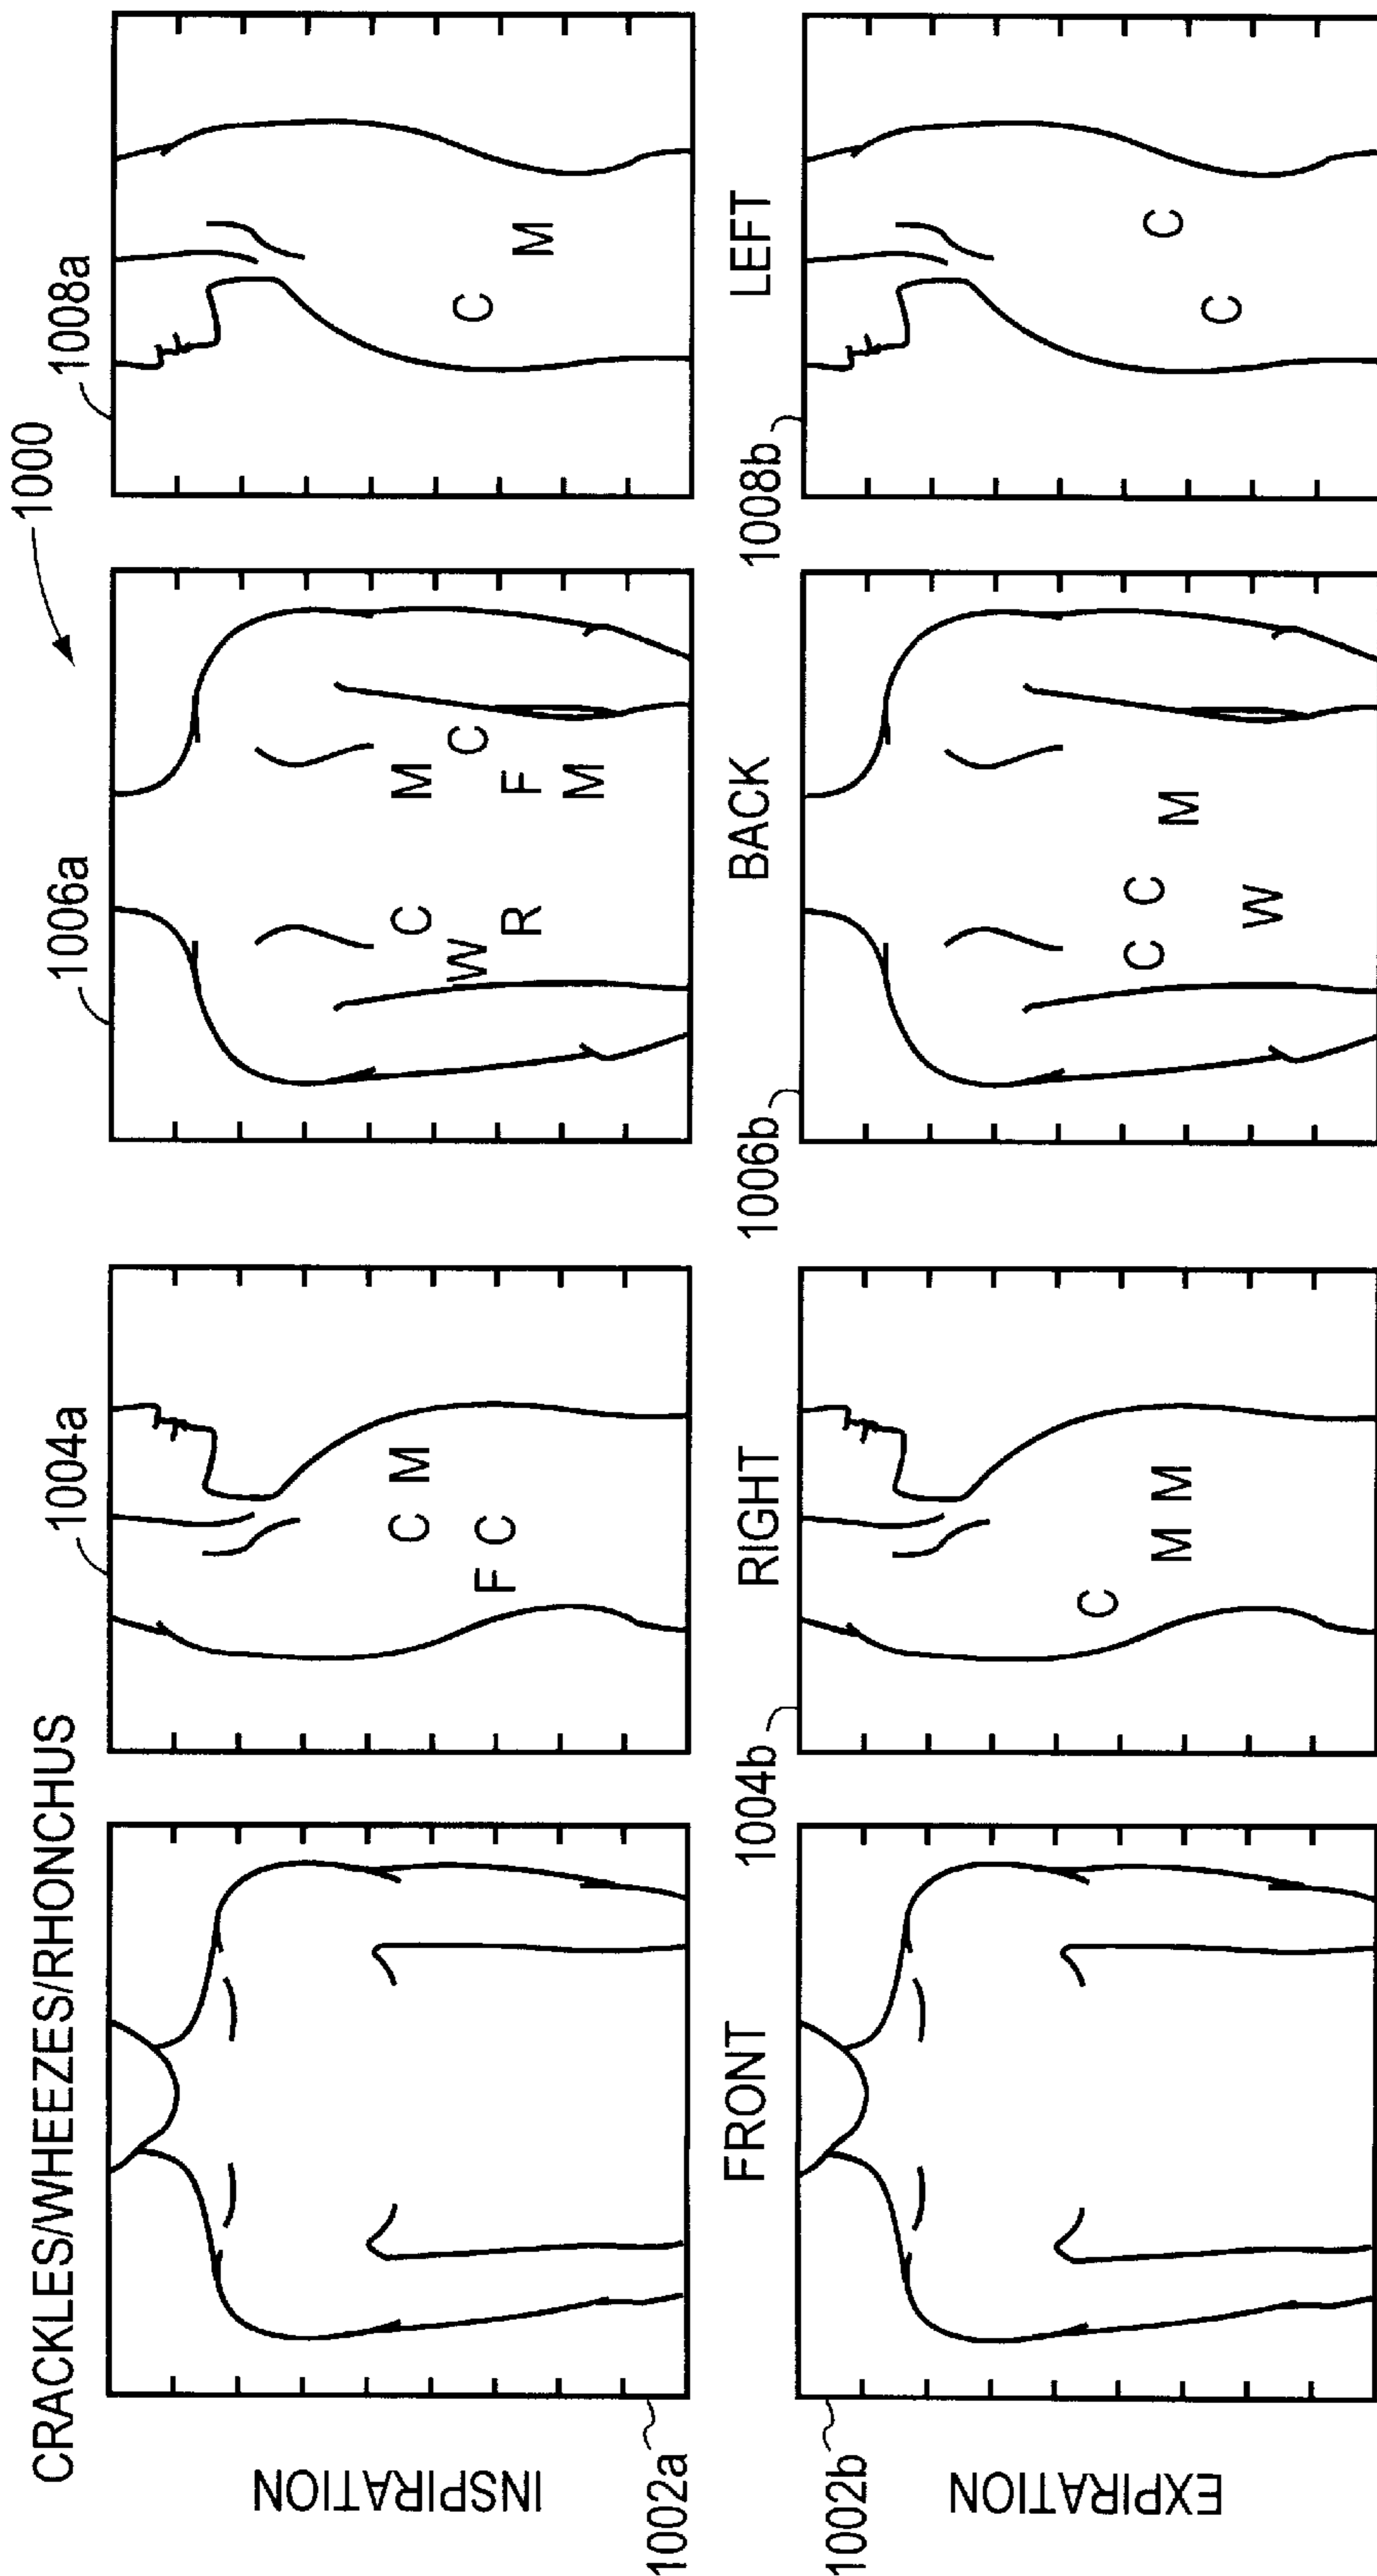 CRACKLES/WHEEZES/RHONCHUS
1000
1004a
1006a
1008a
INSPIRATION
C M
F C
C M
W C
R F
M
C
M
1002a
FRONT
RIGHT
BACK
LEFT
1002b
1004b
1006b
1008b
EXPIRATION
C
M M
C C
M
W
C
C